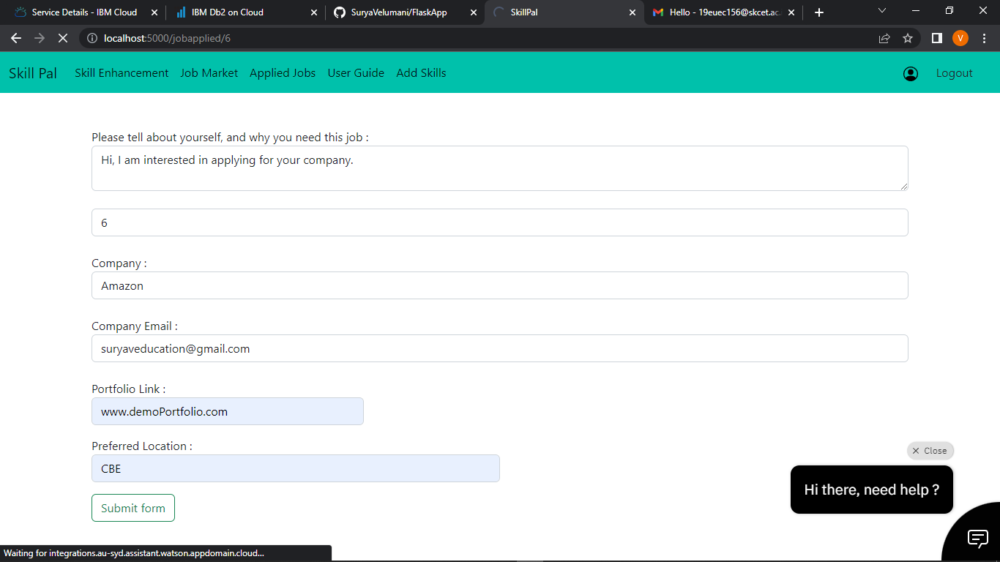 Service Details - IBM Cloud
IBM Db2 on Cloud
SuryaVelumani/FlaskApp
SkillPal
Hello - 19euec156@skcet.ac.
localhost:5000/jobapplied/6
V
Skill Pal
Skill Enhancement
Job Market
Applied Jobs
User Guide
Add Skills
Logout
Please tell about yourself, and why you need this job :
Hi, I am interested in applying for your company.
6
Company :
Amazon
Company Email :
suryaveducation@gmail.com
Portfolio Link :
www.demoPortfolio.com
Preferred Location :
CBE
Close
Hi there, need help ?
Submit form
Waiting for integrations.au-syd.assistant.watson.appdomain.cloud...